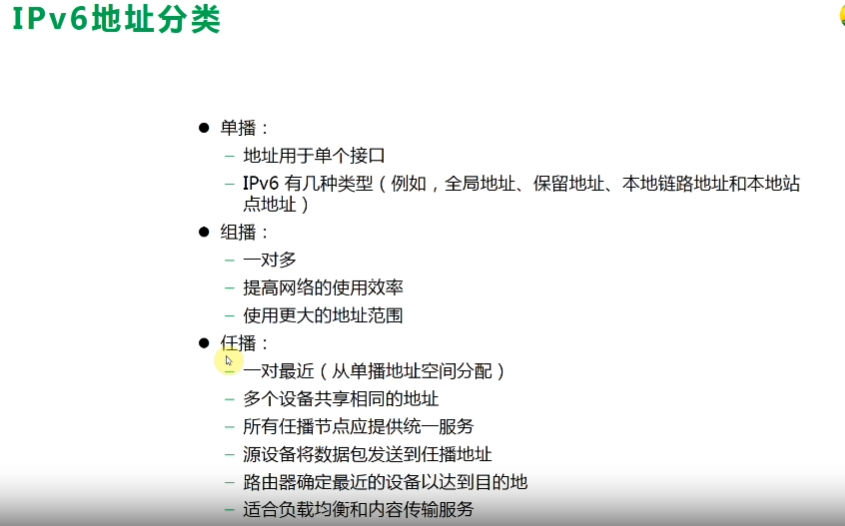 IPv6地址分类
● 单播：
– 地址用于单个接口
– IPv6 有几种类型（例如，全局地址、保留地址、本地链路地址和本地站
点地址）
● 组播：
– 一对多
– 提高网络的使用效率
– 使用更大的地址范围
● 任播：
– 一对最近（从单播地址空间分配）
– 多个设备共享相同的地址
– 所有任播节点应提供统一服务
– 源设备将数据包发送到任播地址
– 路由器确定最近的设备以达到目的地
– 适合负载均衡和内容传输服务